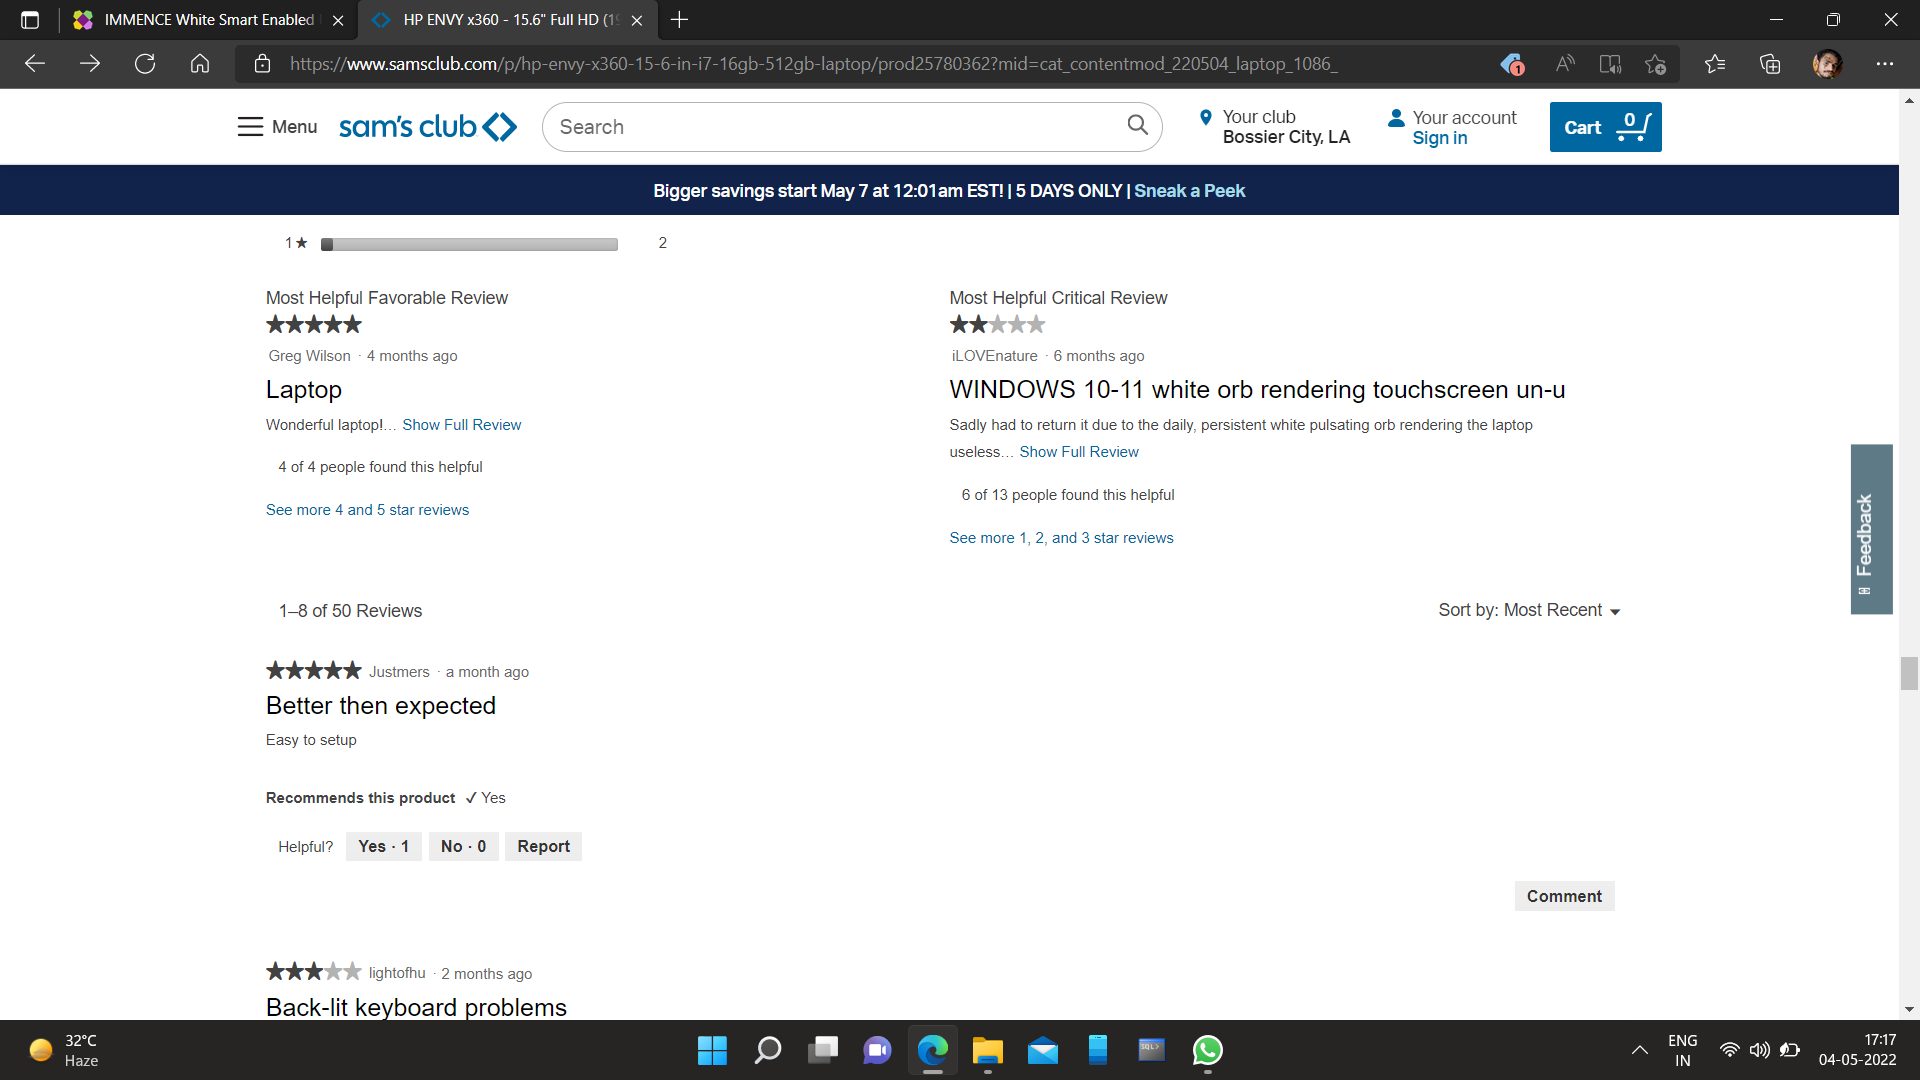 IMMENCE White Smart Enabled
HP ENVY x360 - 15.6" Full HD (19
https://www.samsclub.com/p/hp-envy-x360-15-6-in-i7-16gb-512gb-laptop/prod25780362?mid=cat_contentmod_220504_laptop_1086_
1
Menu
sam's club
Search
Your club
Bossier City, LA
Your account
Sign in
Cart
0
Bigger savings start May 7 at 12:01am EST! | 5 DAYS ONLY | Sneak a Peek
1★ 2
Most Helpful Favorable Review
Greg Wilson · 4 months ago
Laptop
Wonderful laptop!… Show Full Review
4 of 4 people found this helpful
See more 4 and 5 star reviews
Most Helpful Critical Review
iLOVEnature · 6 months ago
WINDOWS 10-11 white orb rendering touchscreen un-u
Sadly had to return it due to the daily, persistent white pulsating orb rendering the laptop
useless… Show Full Review
6 of 13 people found this helpful
See more 1, 2, and 3 star reviews
Feedback
1–8 of 50 Reviews
Sort by: Most Recent
Justmers · a month ago
Better then expected
Easy to setup
Recommends this product ✓ Yes
Helpful? Yes · 1 No · 0 Report
Comment
lightofhu · 2 months ago
Back-lit keyboard problems
32°C
Haze
SQL>
ENG
IN
17:17
04-05-2022